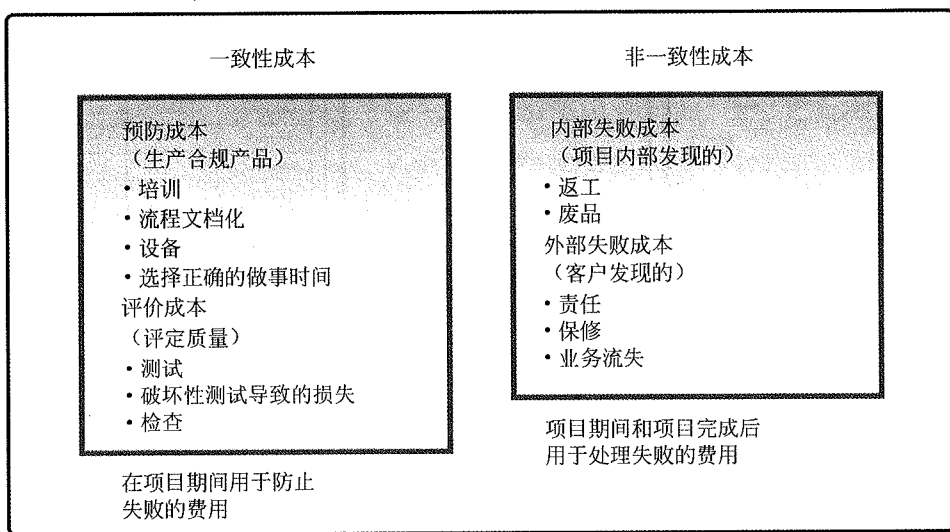 一致性成本
预防成本
（生产合规产品）
• 培训
• 流程文档化
• 设备
• 选择正确的做事时间
评价成本
（评定质量）
• 测试
• 破坏性测试导致的损失
• 检查
在项目期间用于防止
失败的费用
非一致性成本
内部失败成本
（项目内部发现的）
• 返工
• 废品
外部失败成本
（客户发现的）
• 责任
• 保修
• 业务流失
项目期间和项目完成后
用于处理失败的费用